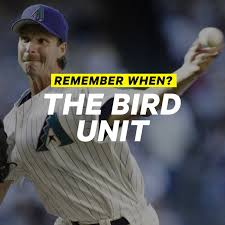 REMEMBER WHEN?
THE BIRD
UNIT
A